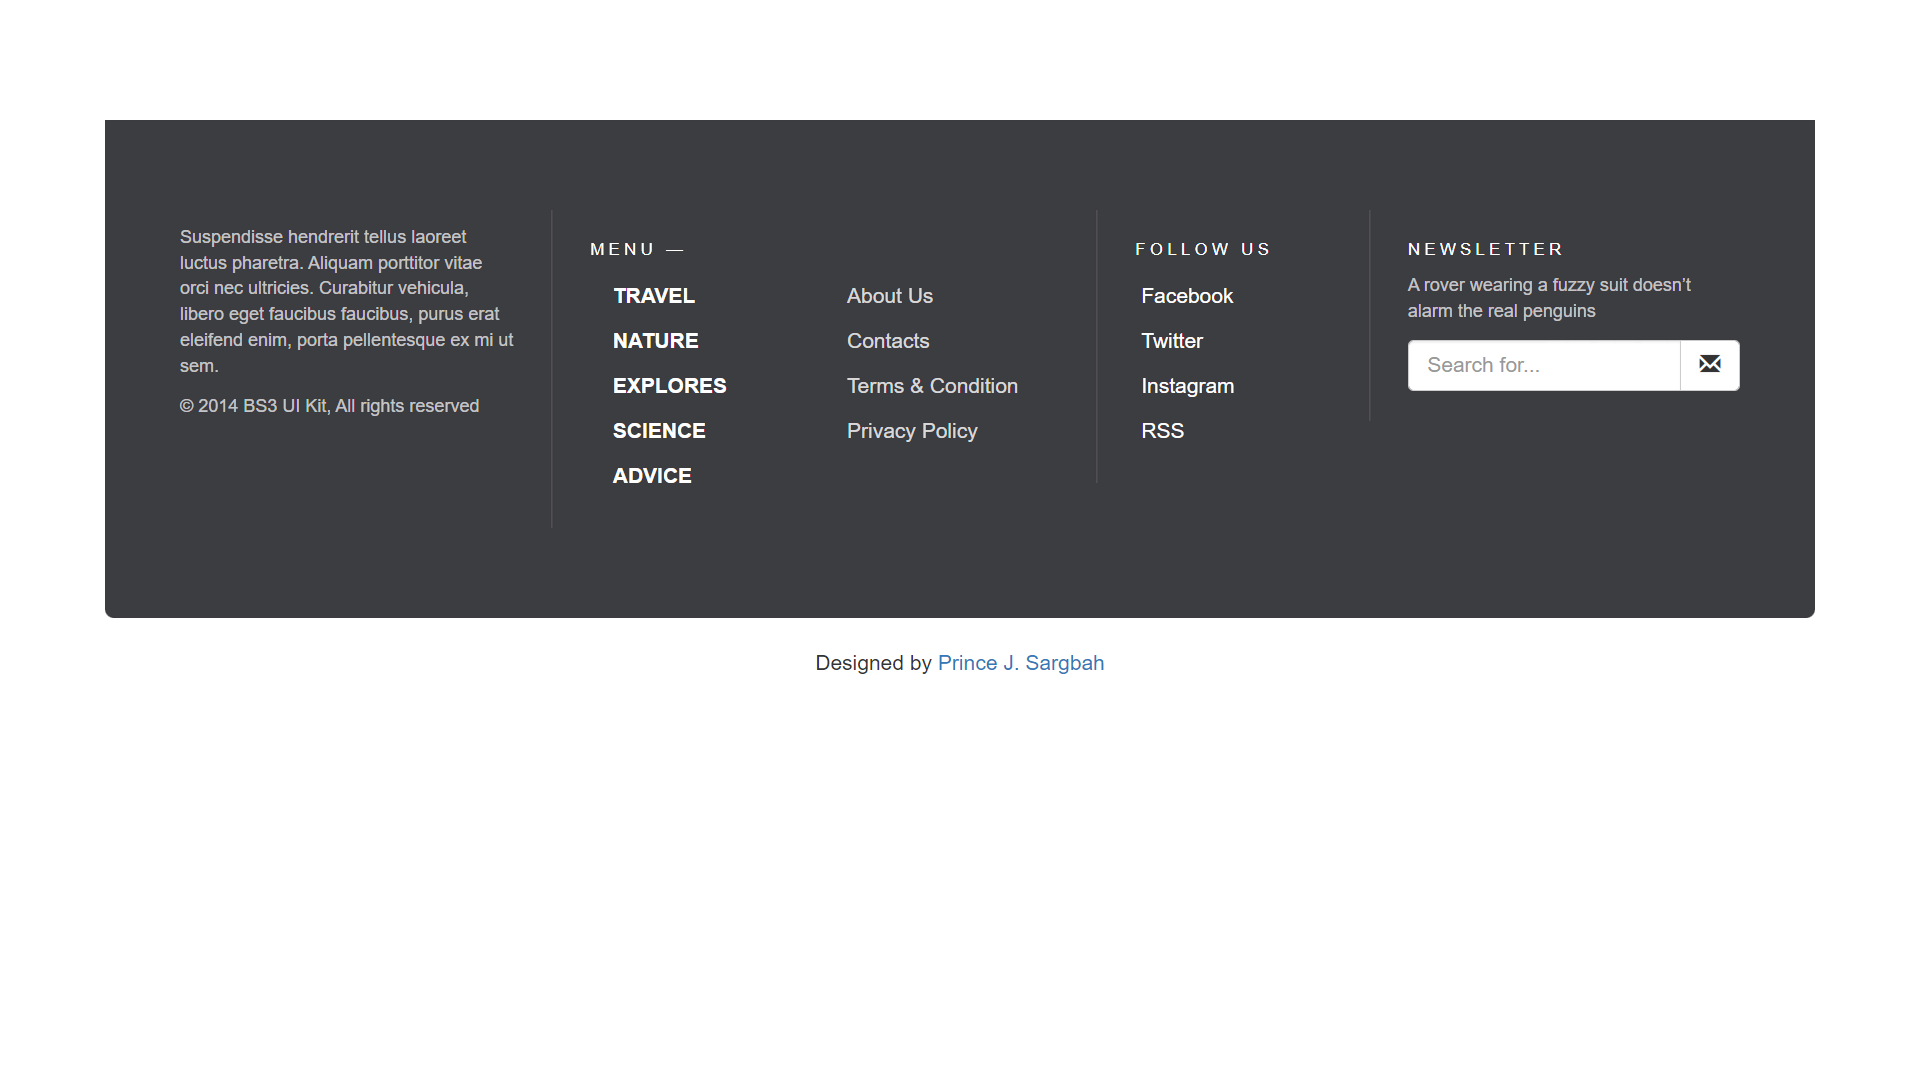 Suspendisse hendrerit tellus laoreet
luctus pharetra. Aliquam porttitor vitae
orci nec ultricies. Curabitur vehicula,
libero eget faucibus faucibus, purus erat
eleifend enim, porta pellentesque ex mi ut
sem.
© 2014 BS3 UI Kit, All rights reserved
MENU —
TRAVEL
NATURE
EXPLORES
SCIENCE
ADVICE
About Us
Contacts
Terms & Condition
Privacy Policy
FOLLOW US
Facebook
Twitter
Instagram
RSS
NEWSLETTER
A rover wearing a fuzzy suit doesn’t
alarm the real penguins
Search for...
Designed by Prince J. Sargbah